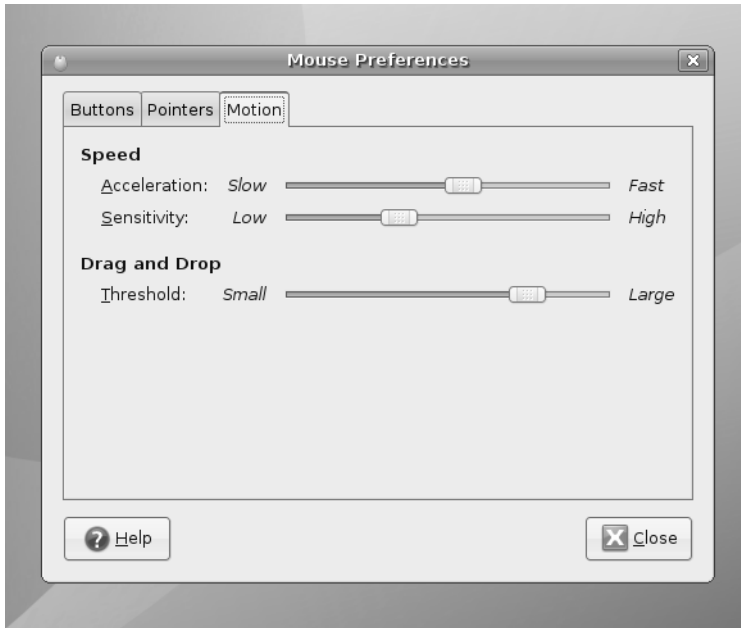 Mouse Preferences
Buttons Pointers Motion
Speed
Acceleration: Slow Fast
Sensitivity: Low High
Drag and Drop
Threshold: Small Large
Help Close